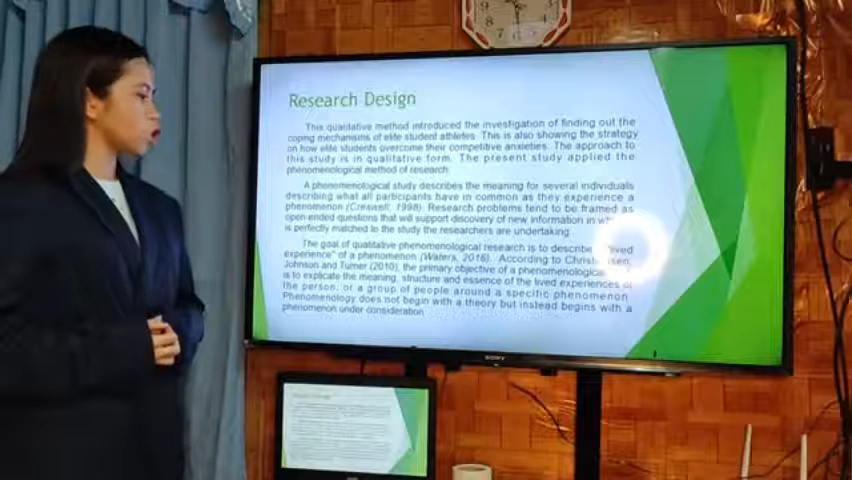 Research Design
This quantative method introduced the investigation of finding out the
coping mechanisms of elite student athletes. This is also showing the strategy
on how elite students overcome their competitive anxieties. The approach to
this study is in qualitative form. The present study applied the
phenomenological method of research.
A phenomenological study describes the meaning for several individuals
describing what all participants have in common as they experience a
phenomenon (Creswell, 1998). Research problems tend to be framed as
open-ended questions that will support discovery of new information in
is perfectly matched to the study the researchers are undertaking.
The goal of qualitative phenomenological research is to describe "lived
experience" of a phenomenon (Waters, 2016). According to
Johnson and Turner (2010), the primary objective of a phenomenological
is to explicate the meaning, structure and essence of the lived experiences of
the person, or a group of people around a specific phenomenon.
Phenomenology does not begin with a theory but instead begins with a
phenomenon under consideration.
SONY